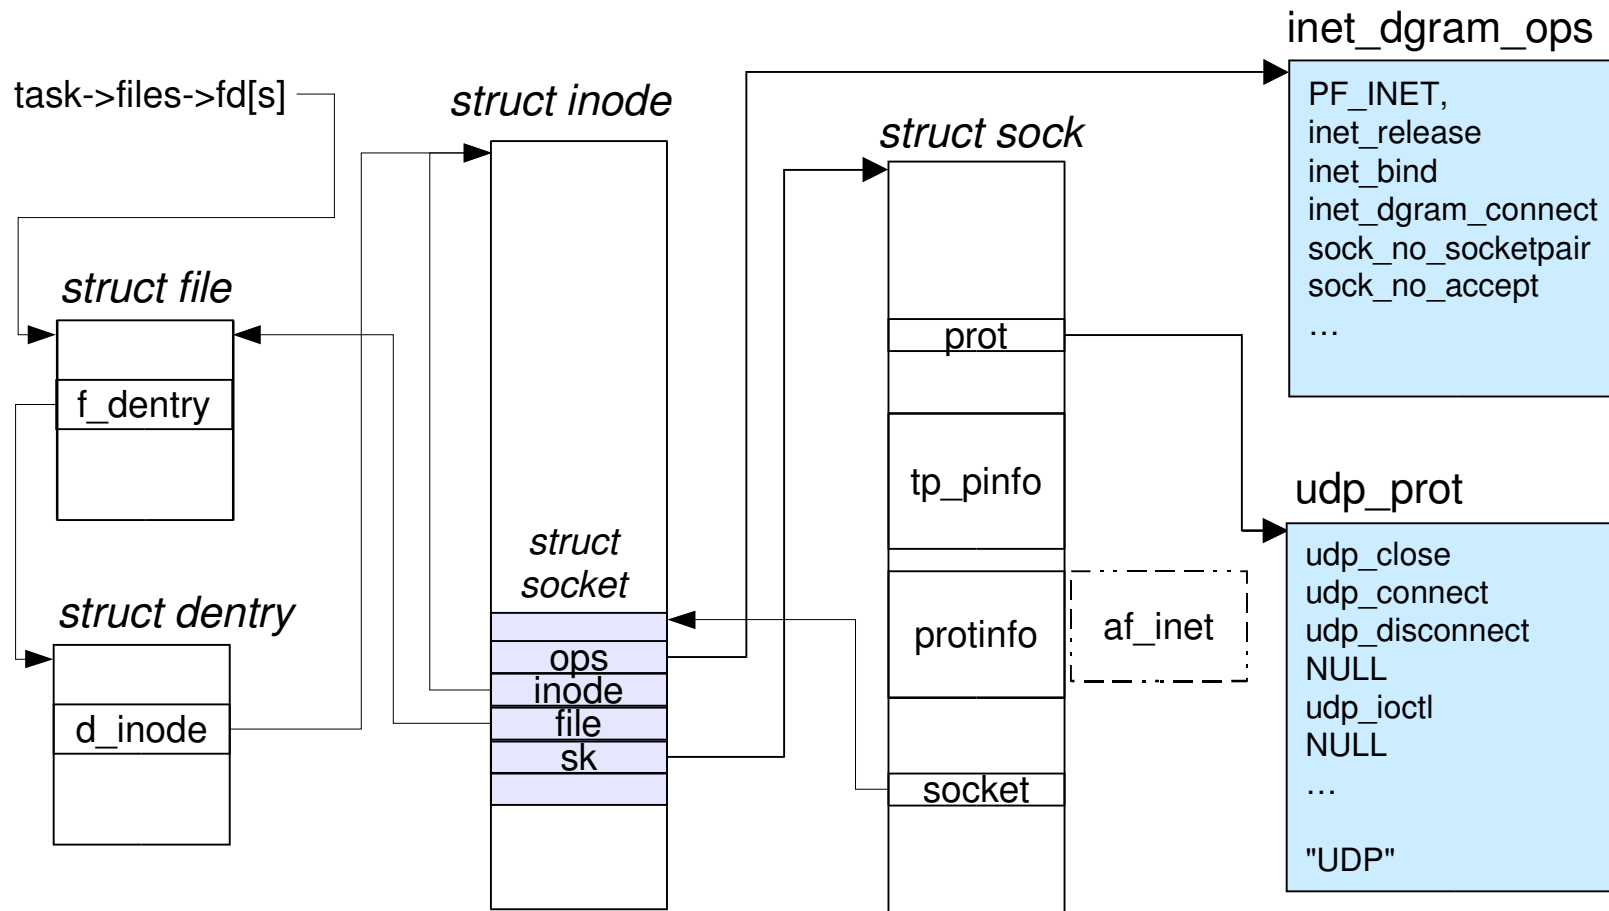 task->files->fd[s]
struct file
f_dentry
struct dentry
d_inode
struct inode
struct
socket
ops
inode
file
sk
struct sock
prot
tp_pinfo
protinfo
af_inet
socket
inet_dgram_ops
PF_INET,
inet_release
inet_bind
inet_dgram_connect
sock_no_socketpair
sock_no_accept
…
udp_prot
udp_close
udp_connect
udp_disconnect
NULL
udp_ioctl
NULL
…
"UDP"